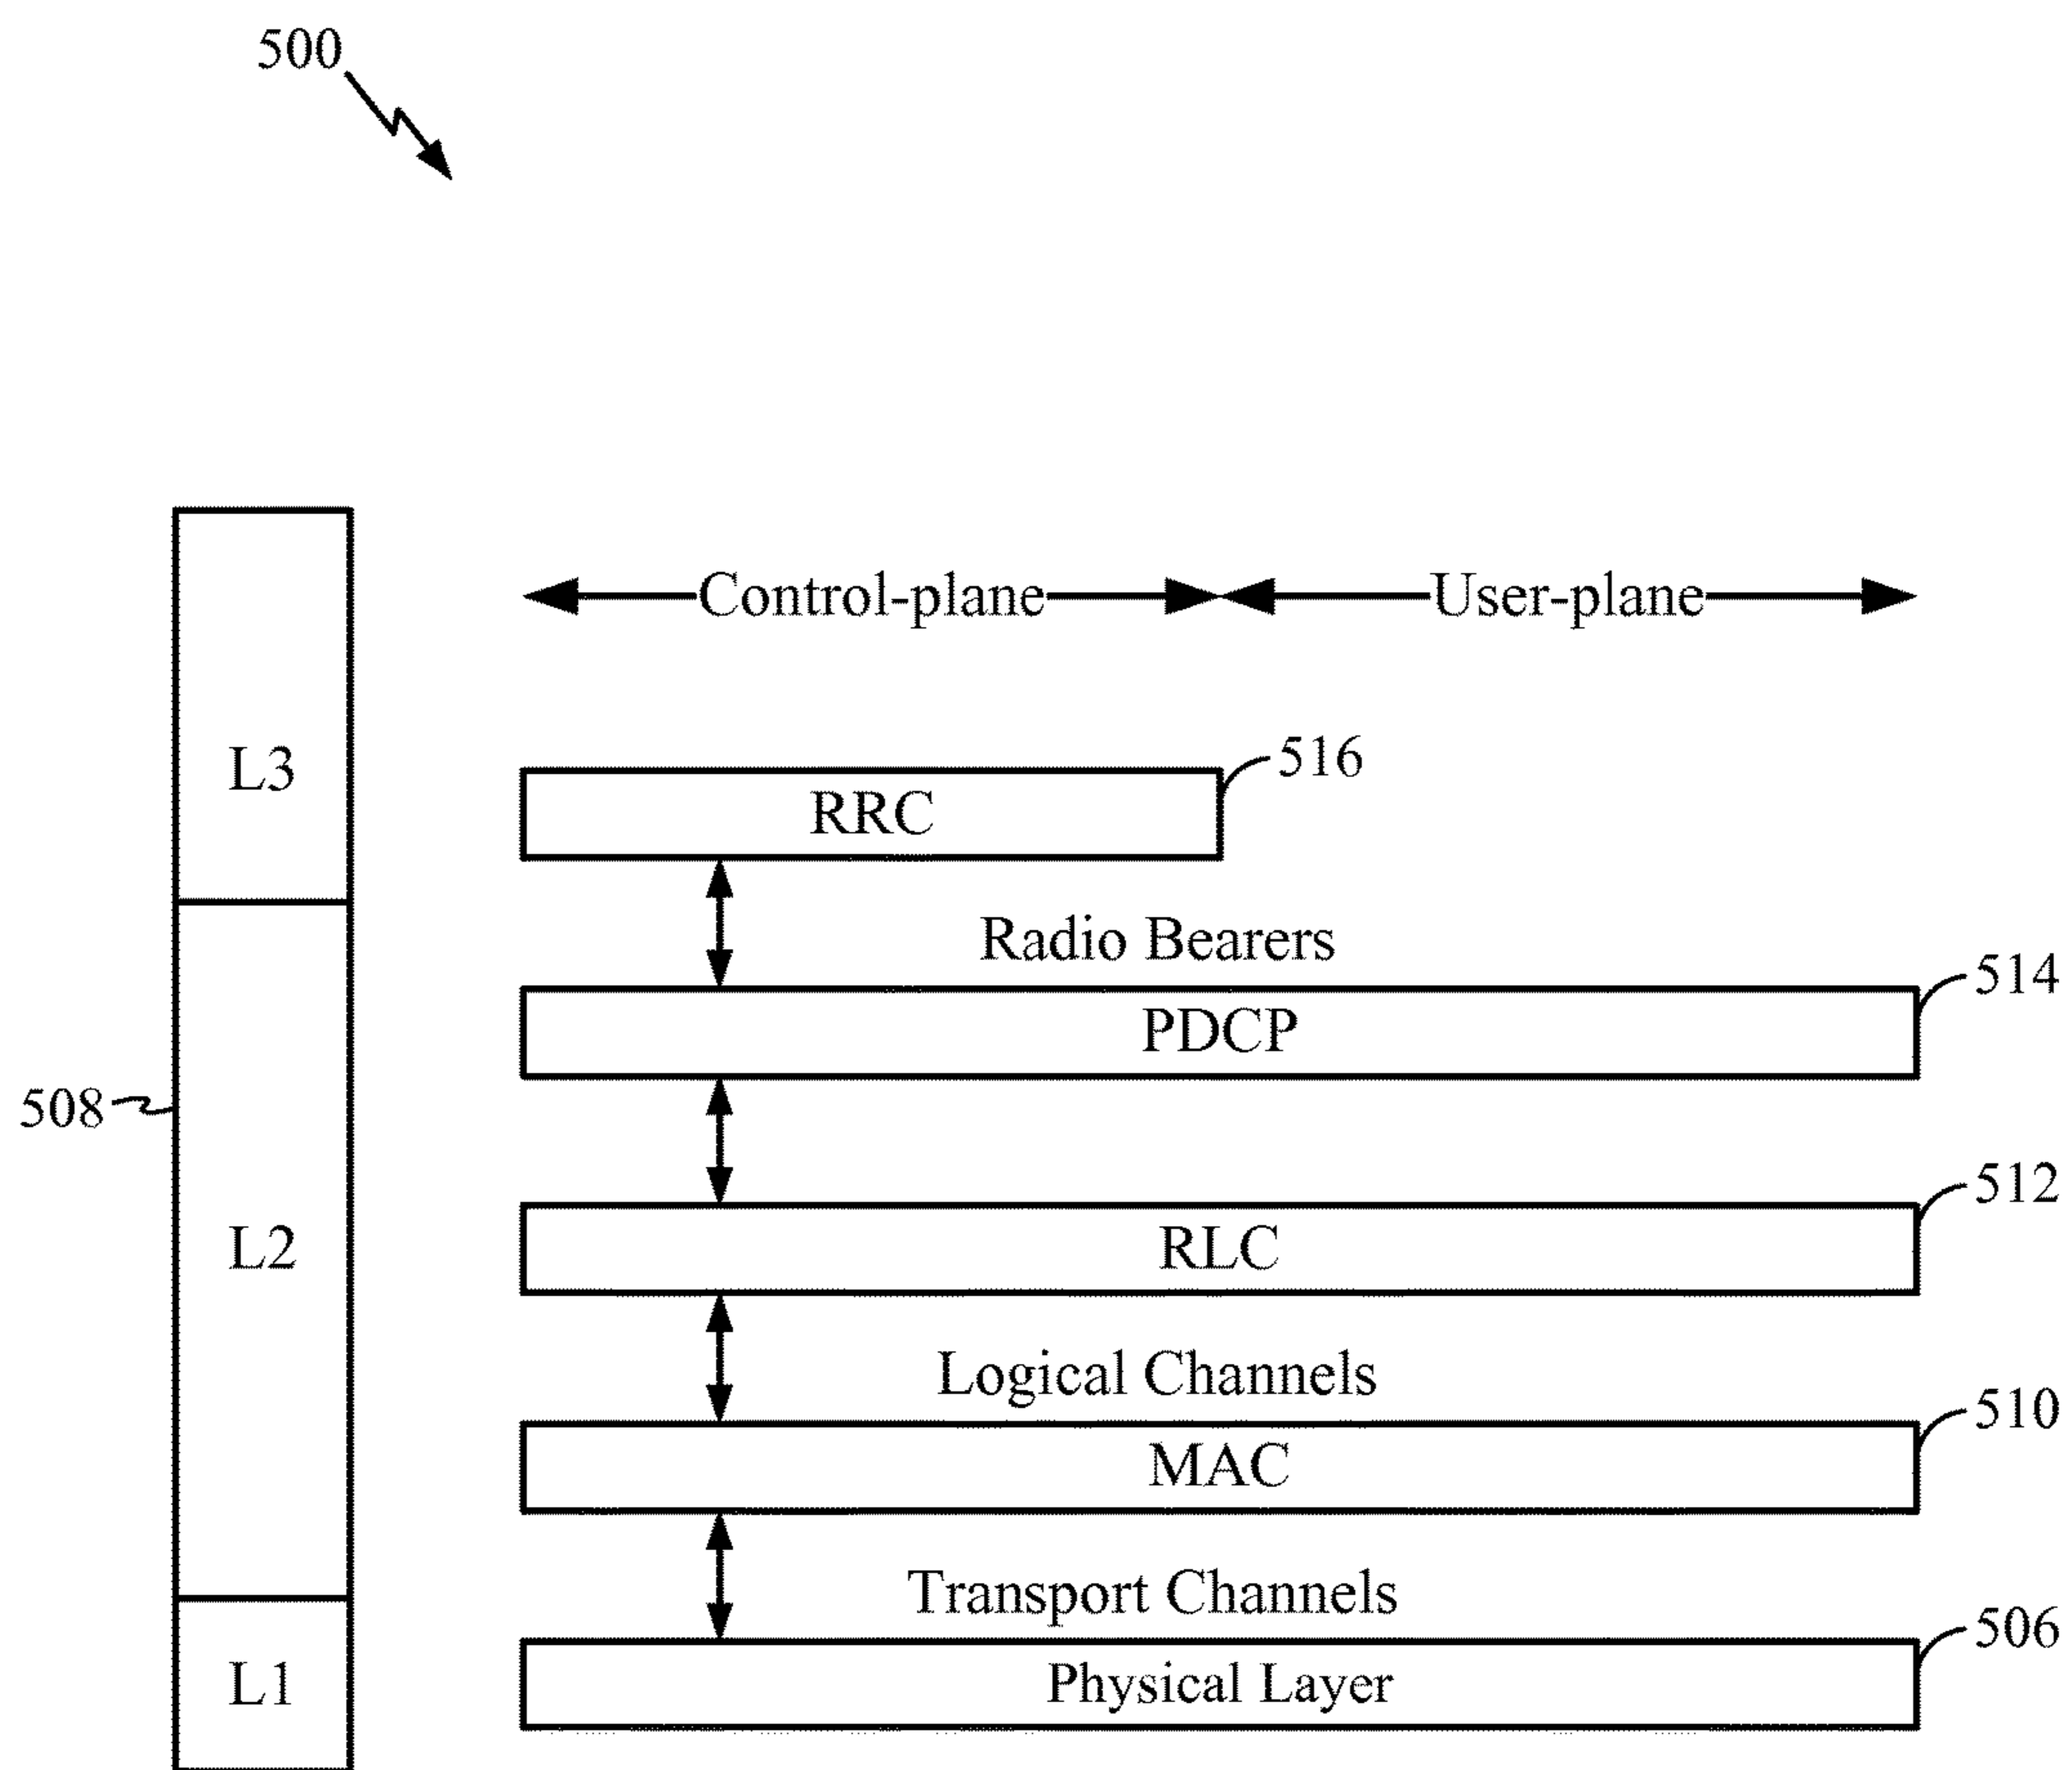 500
Control-plane
User-plane
L3
516
RRC
Radio Bearers
514
PDCP
508
512
L2
RLC
Logical Channels
510
MAC
Transport Channels
506
L1
Physical Layer